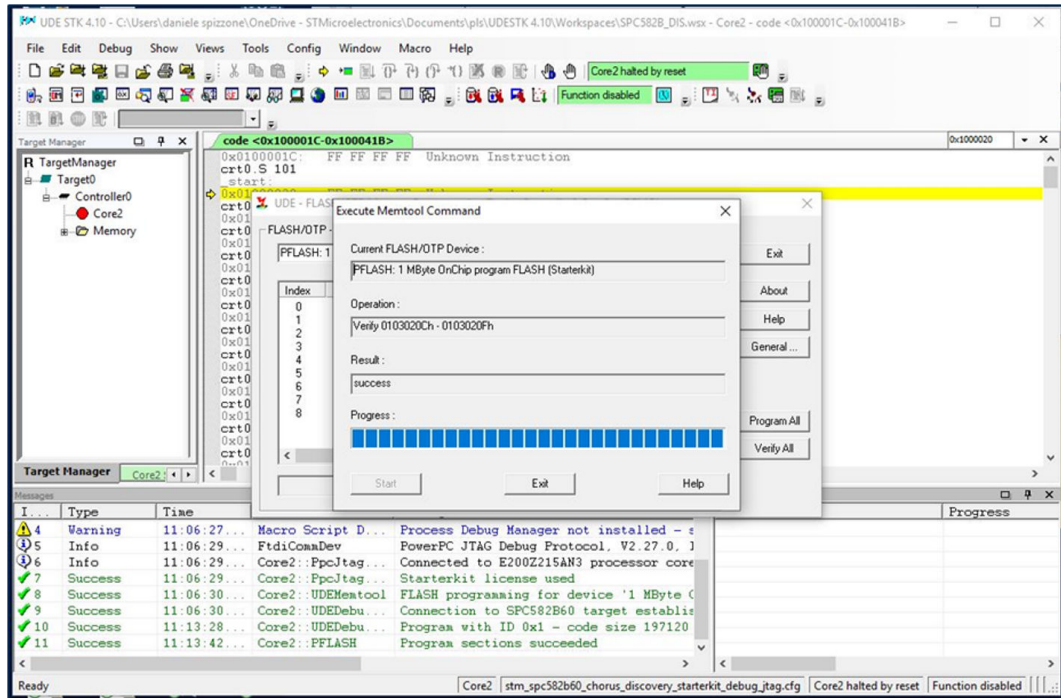 UDE STK 4.10 - C:\Users\daniele spizzone\OneDrive - STMicroelectronics\Documents\pls\UDESTK 4.10\Workspaces\SPC582B_DIS.wsx - Core2 - code <0x100001C-0x100041B>
File Edit Debug Show Views Tools Config Window Macro Help
Core2 halted by reset
Function disabled
Target Manager
code <0x100001C-0x100041B>
0x1000020
R TargetManager
Target0
Controller0
Core2
Memory
0x0100001C: FF FF FF FF Unknown Instruction
crt0.S 101
_start:
UDE - FLAS
FLASH/OTP -
PFLASH: 1
Index
0
1
2
3
4
5
6
7
8
Exit
About
Help
General ...
Program All
Verify All
Execute Memtool Command
Current FLASH/OTP Device :
PFLASH: 1 MByte OnChip program FLASH (Starterkit)
Operation :
Verify 0103020Ch - 0103020Fh
Result :
success
Progress :
Start Exit Help
Target Manager Core2
Messages
I... Type Time Progress
4 Warning 11:06:27... Macro Script D... Process Debug Manager not installed - s
5 Info 11:06:29... FtdiCommDev PowerPC JTAG Debug Protocol, V2.27.0, 1
6 Info 11:06:29... Core2::PpcJtag... Connected to E200Z215AN3 processor core
7 Success 11:06:29... Core2::PpcJtag... Starterkit license used
8 Success 11:06:30... Core2::UDEMemtool FLASH programming for device '1 MByte
9 Success 11:06:30... Core2::UDEDebu... Connection to SPC582B60 target establis
10 Success 11:13:28... Core2::UDEDebu... Program with ID 0x1 - code size 197120
11 Success 11:13:42... Core2::PFLASH Program sections succeeded
Ready Core2 stm_spc582b60_chorus_discovery_starterkit_debug_jtag.cfg Core2 halted by reset Function disabled